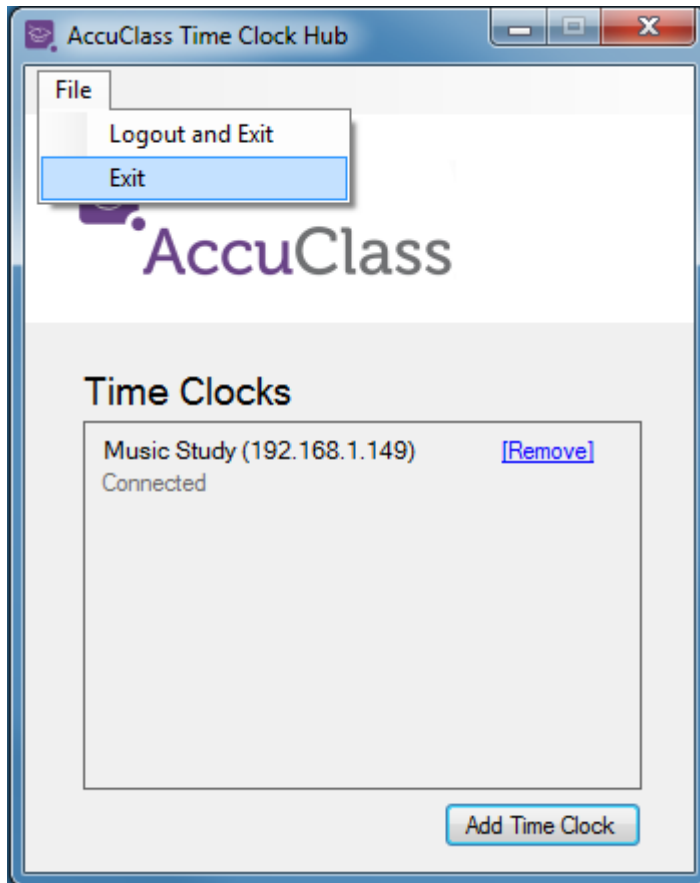 AccuClass Time Clock Hub
File
Logout and Exit
Exit
AccuClass
Time Clocks
Music Study (192.168.1.149) [Remove]
Connected
Add Time Clock